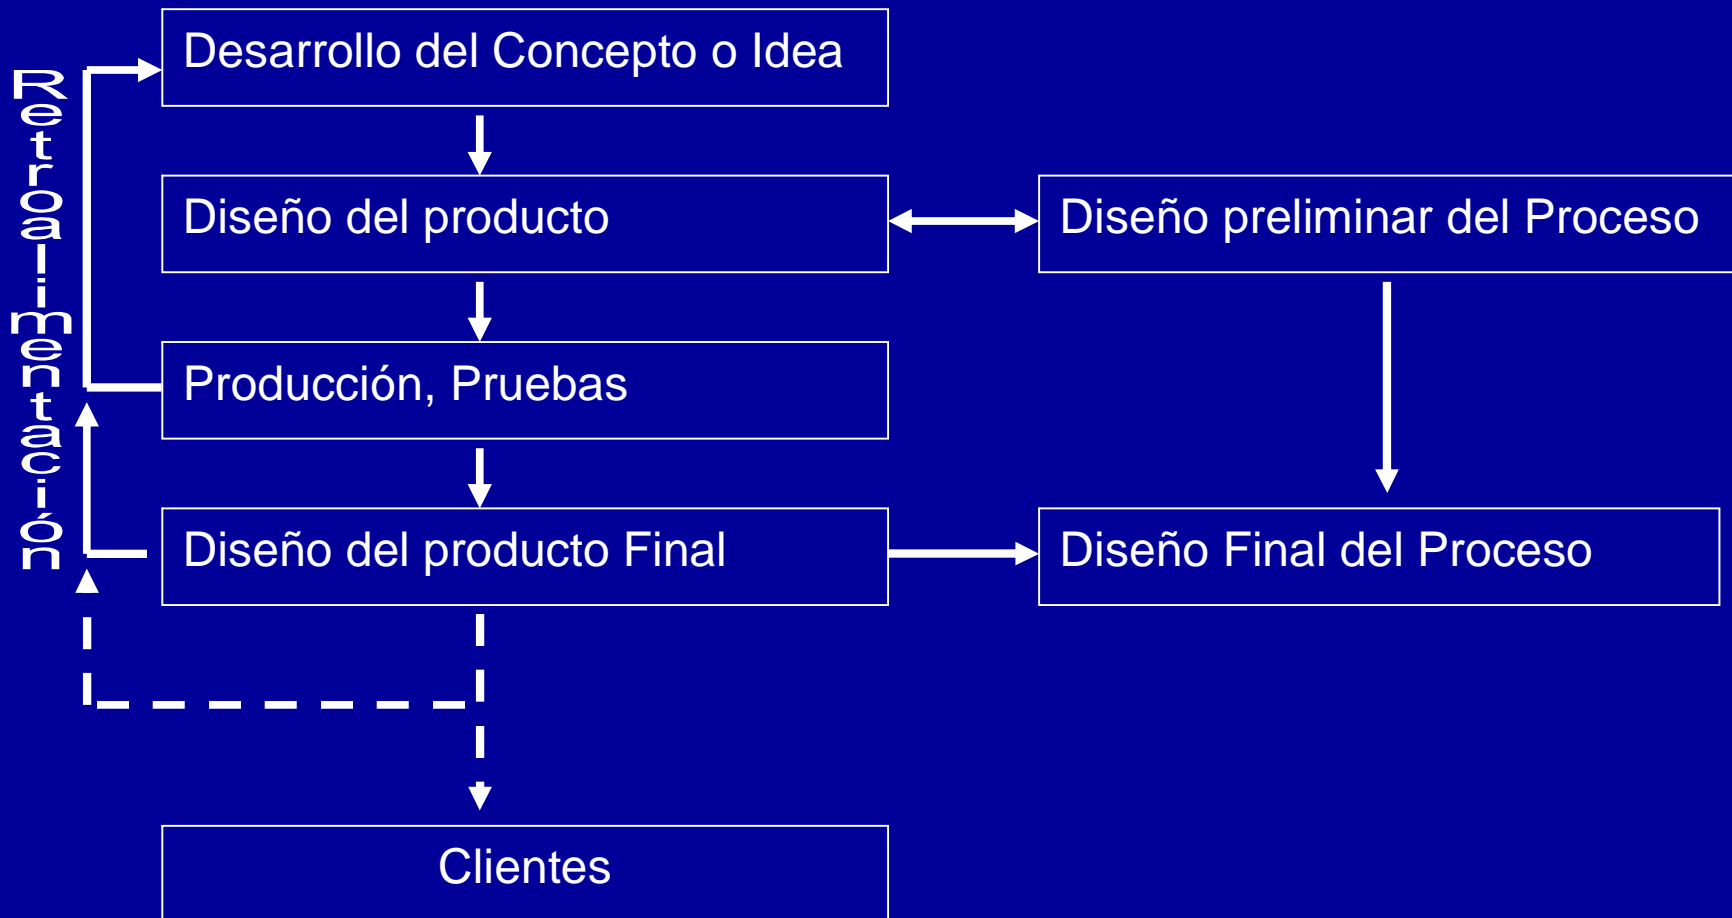 Desarrollo del Concepto o Idea
Retroalimentación
Diseño del producto
Diseño preliminar del Proceso
Producción, Pruebas
Diseño del producto Final
Diseño Final del Proceso
Clientes